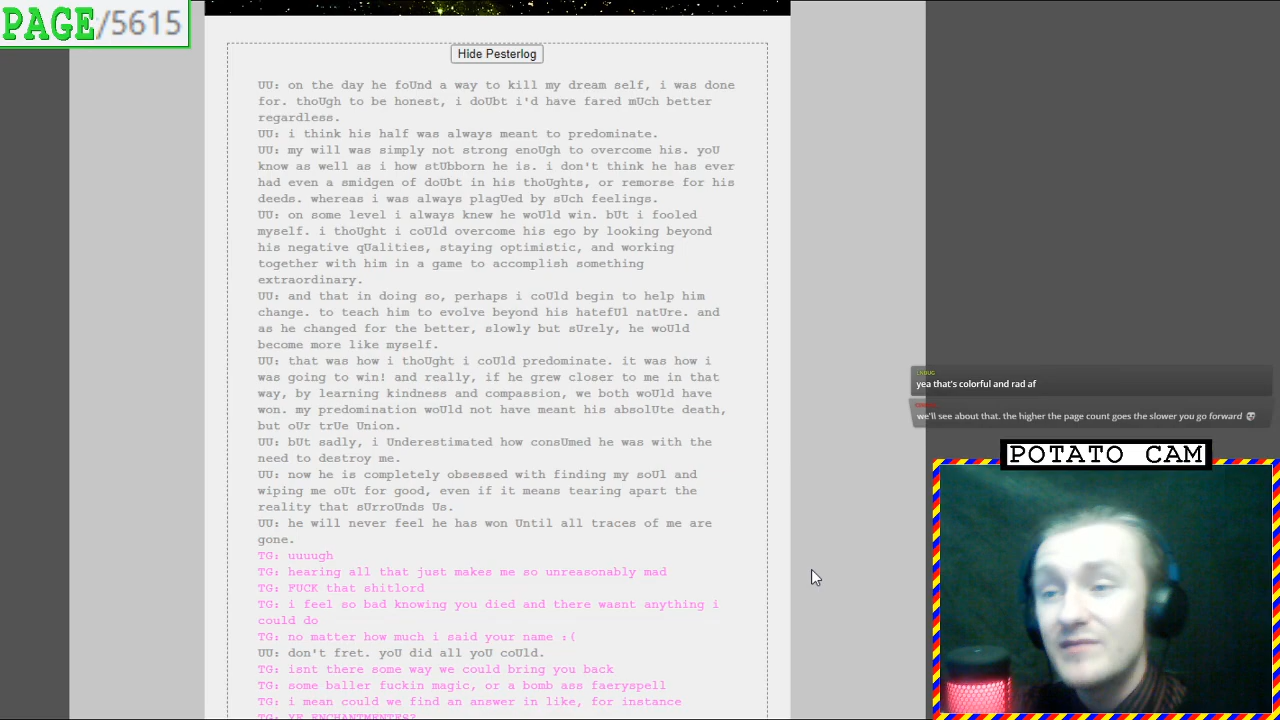 PAGE/5615
Hide Pesterlog
UU: on the day he foUnd a way to kill my dream self, i was done
for. thoUgh to be honest, i doUbt i'd have fared mUch better
regardless.
UU: i think his half was always meant to predominate.
UU: my will was simply not strong enoUgh to overcome his. yoU
know as well as i how stUbborn he is. i don't think he has ever
had even a smidgen of doUbt in his thoUghts, or remorse for his
deeds. whereas i was always plagUed by sUch feelings.
UU: on some level i always knew he woUld win. bUt i fooled
myself. i thoUght i coUld overcome his ego by looking beyond
his negative qUalities, staying optimistic, and working
together with him in a game to accomplish something
extraordinary.
UU: and that in doing so, perhaps i coUld begin to help him
change. to teach him to evolve beyond his hatefUl natUre. and
as he changed for the better, slowly but sUrely, he woUld
become more like myself.
UU: that was how i thoUght i coUld predominate. it was how i
was going to win! and really, if he grew closer to me in that
way, by learning kindness and compassion, we both woUld have
won. my predomination woUld not have meant his absolUte death,
but oUr trUe Union.
UU: bUt sadly, i Underestimated how consUmed he was with the
need to destroy me.
UU: now he is completely obsessed with finding my soUl and
wiping me oUt for good, even if it means tearing apart the
reality that sUrroUnds Us.
UU: he will never feel he has won Until all traces of me are
gone.
TG: uuuugh
TG: hearing all that just makes me so unreasonably mad
TG: FUCK that shitlord
TG: i feel so bad knowing you died and there wasnt anything i
could do
TG: no matter how much i said your name :(
UU: don't fret. yoU did all yoU coUld.
TG: isnt there some way we could bring you back
TG: some baller fuckin magic, or a bomb ass faeryspell
TG: i mean could we find an answer in like, for instance
TG: YE ENCHANTMENTES?
yea that's colorful and rad af
we'll see about that. the higher the page count goes the slower you go forward
POTATO CAM